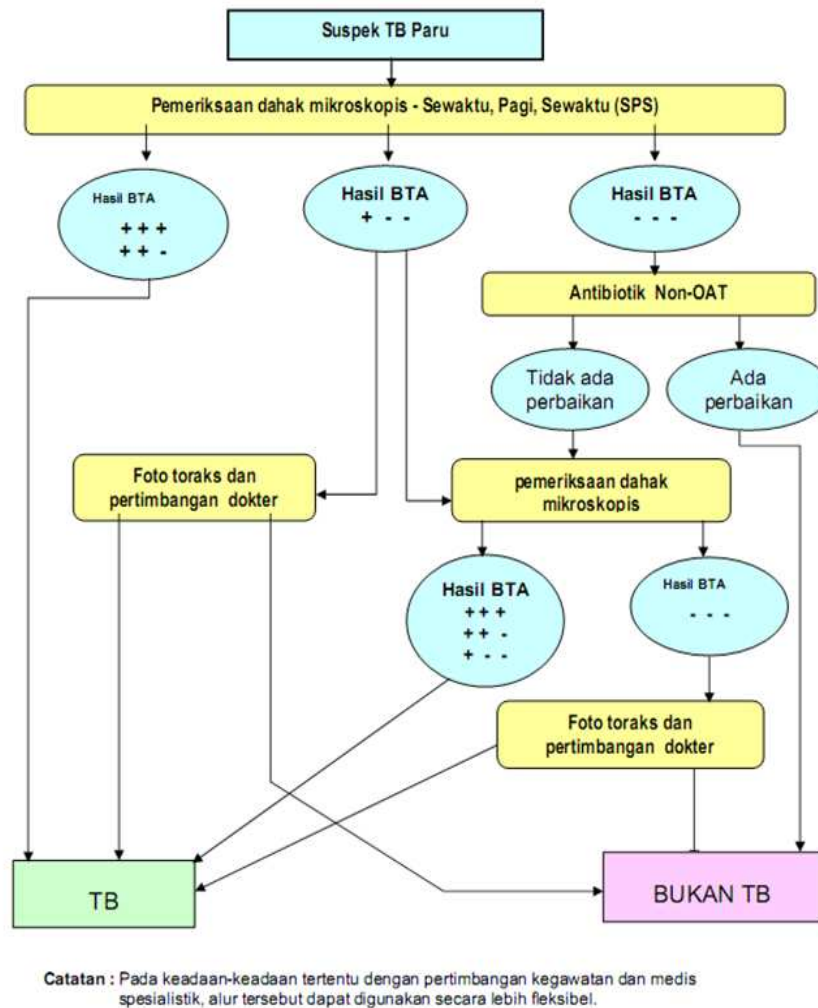 Suspek TB Paru
Pemeriksaan dahak mikroskopis - Sewaktu, Pagi, Sewaktu (SPS)
Hasil BTA
+ + +
+ + -
Hasil BTA
+ - -
Hasil BTA
- - -
Antibiotik Non-OAT
Tidak ada
perbaikan
Ada
perbaikan
Foto toraks dan
pertimbangan dokter
pemeriksaan dahak
mikroskopis
Hasil BTA
+ + +
+ + -
+ - -
Hasil BTA
- - -
Foto toraks dan
pertimbangan dokter
TB
BUKAN TB
Catatan : Pada keadaan-keadaan tertentu dengan pertimbangan kegawatan dan medis
spesialistik, alur tersebut dapat digunakan secara lebih fleksibel.